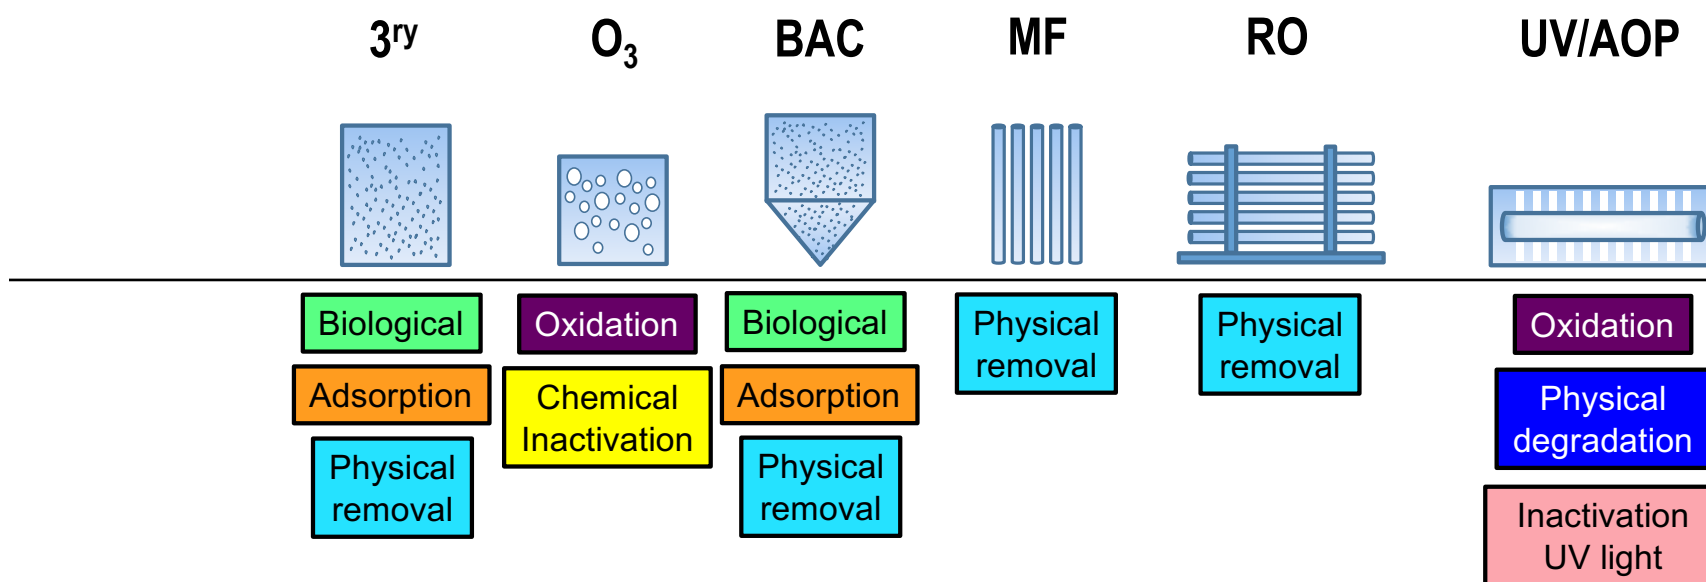 3ry
O3
BAC
MF
RO
UV/AOP
Biological
Adsorption
Physical
removal
Oxidation
Chemical
Inactivation
Biological
Adsorption
Physical
removal
Physical
removal
Physical
removal
Oxidation
Physical
degradation
Inactivation
UV light